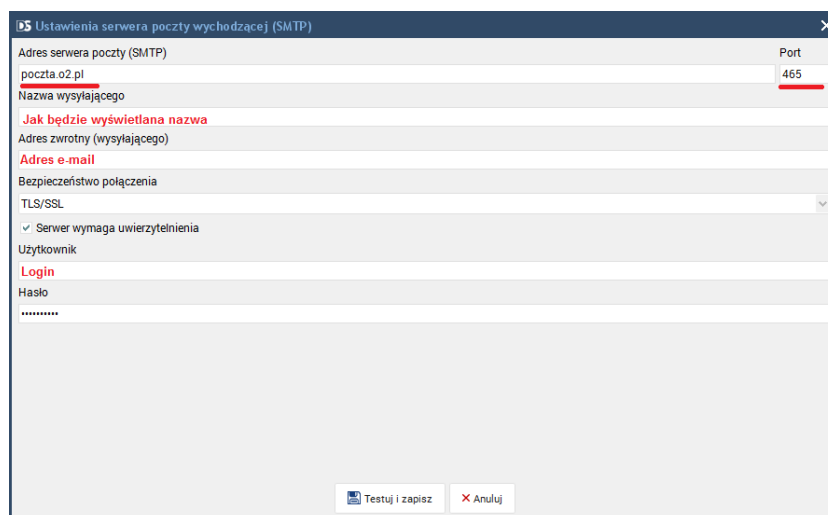 DS Ustawienia serwera poczty wychodzącej (SMTP)
Adres serwera poczty (SMTP) Port
poczta.o2.pl 465
Nazwa wysyłającego
Jak będzie wyświetlana nazwa
Adres zwrotny (wysyłającego)
Adres e-mail
Bezpieczeństwo połączenia
TLS/SSL
Serwer wymaga uwierzytelnienia
Użytkownik
Login
Hasło
••••••••••
Testuj i zapisz Anuluj